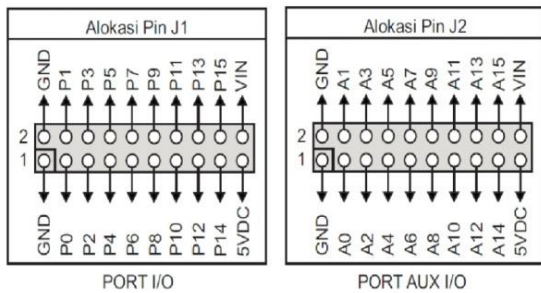 Alokasi Pin J1
GND P1 P3 P5 P7 P9 P11 P13 P15 VIN
2
1
GND P0 P2 P4 P6 P8 P10 P12 P14 5VDC
PORT I/O
Alokasi Pin J2
GND A1 A3 A5 A7 A9 A11 A13 A15 VIN
2
1
GND A0 A2 A4 A6 A8 A10 A12 A14 5VDC
PORT AUX I/O